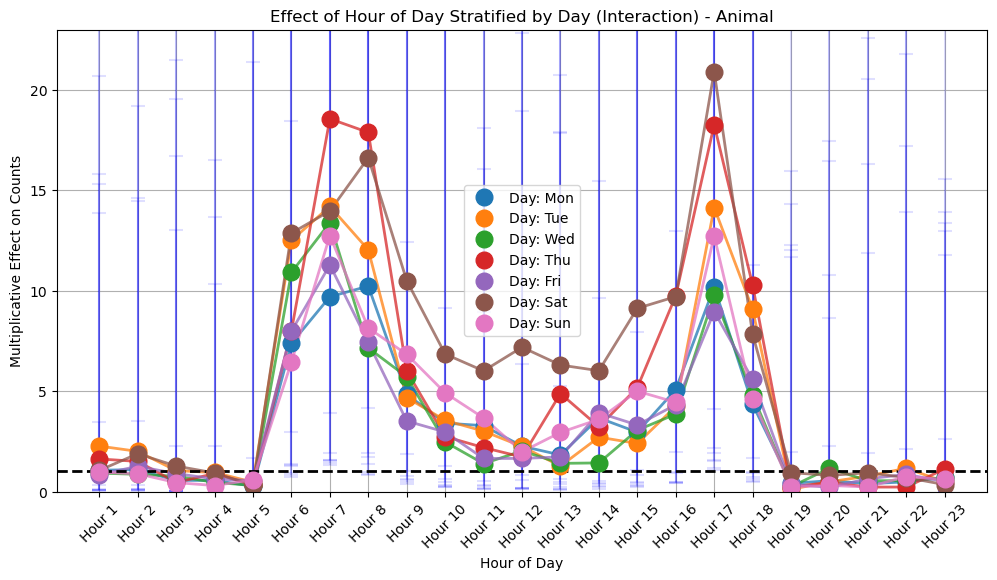 Effect of Hour of Day Stratified by Day (Interaction) - Animal
Multiplicative Effect on Counts
20
15
10
5
0
Day: Mon
Day: Tue
Day: Wed
Day: Thu
Day: Fri
Day: Sat
Day: Sun
Hour 1
Hour 2
Hour 3
Hour 4
Hour 5
Hour 6
Hour 7
Hour 8
Hour 9
Hour 10
Hour 11
Hour 12
Hour 13
Hour 14
Hour 15
Hour 16
Hour 17
Hour 18
Hour 19
Hour 20
Hour 21
Hour 22
Hour 23
Hour of Day